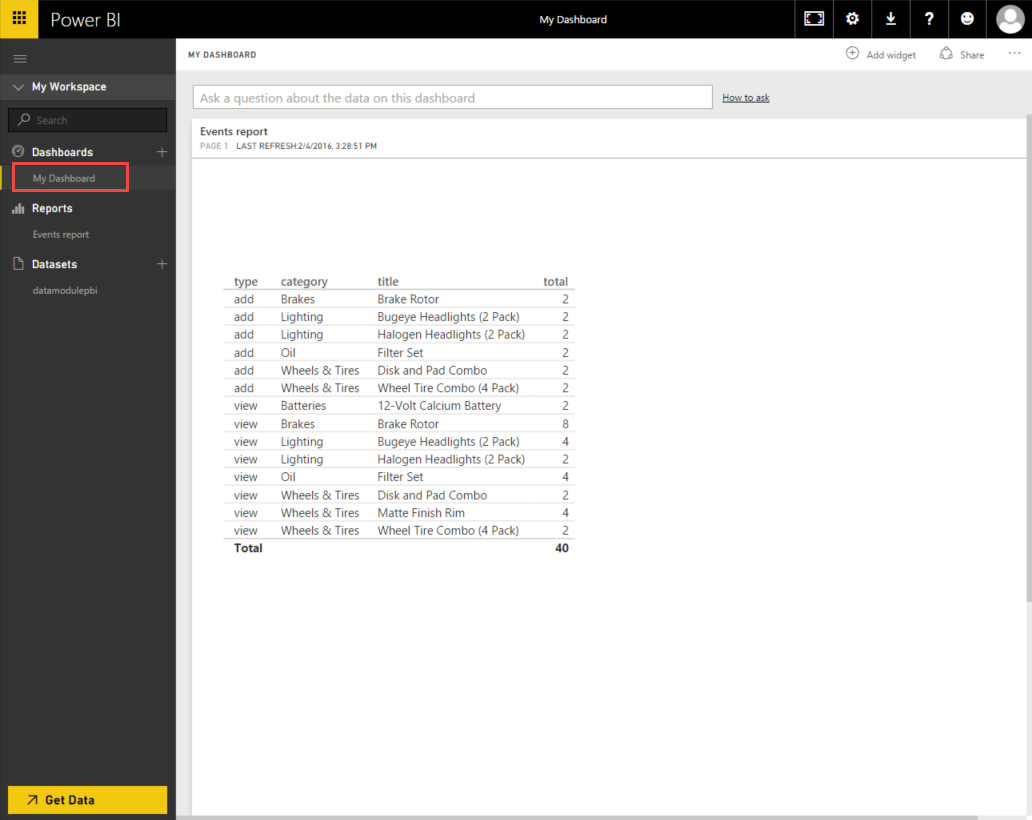 Power BI
My Dashboard
MY DASHBOARD
Add widget
Share
My Workspace
Search
Dashboards
My Dashboard
Reports
Events report
Datasets
datamodulepbi
Get Data
Ask a question about the data on this dashboard
How to ask
Events report
PAGE 1 LAST REFRESH:2/4/2016, 3:28:51 PM
type category title total
add Brakes Brake Rotor 2
add Lighting Bugeye Headlights (2 Pack) 2
add Lighting Halogen Headlights (2 Pack) 2
add Oil Filter Set 2
add Wheels & Tires Disk and Pad Combo 2
add Wheels & Tires Wheel Tire Combo (4 Pack) 2
view Batteries 12-Volt Calcium Battery 2
view Brakes Brake Rotor 8
view Lighting Bugeye Headlights (2 Pack) 4
view Lighting Halogen Headlights (2 Pack) 2
view Oil Filter Set 4
view Wheels & Tires Disk and Pad Combo 2
view Wheels & Tires Matte Finish Rim 4
view Wheels & Tires Wheel Tire Combo (4 Pack) 2
Total 40